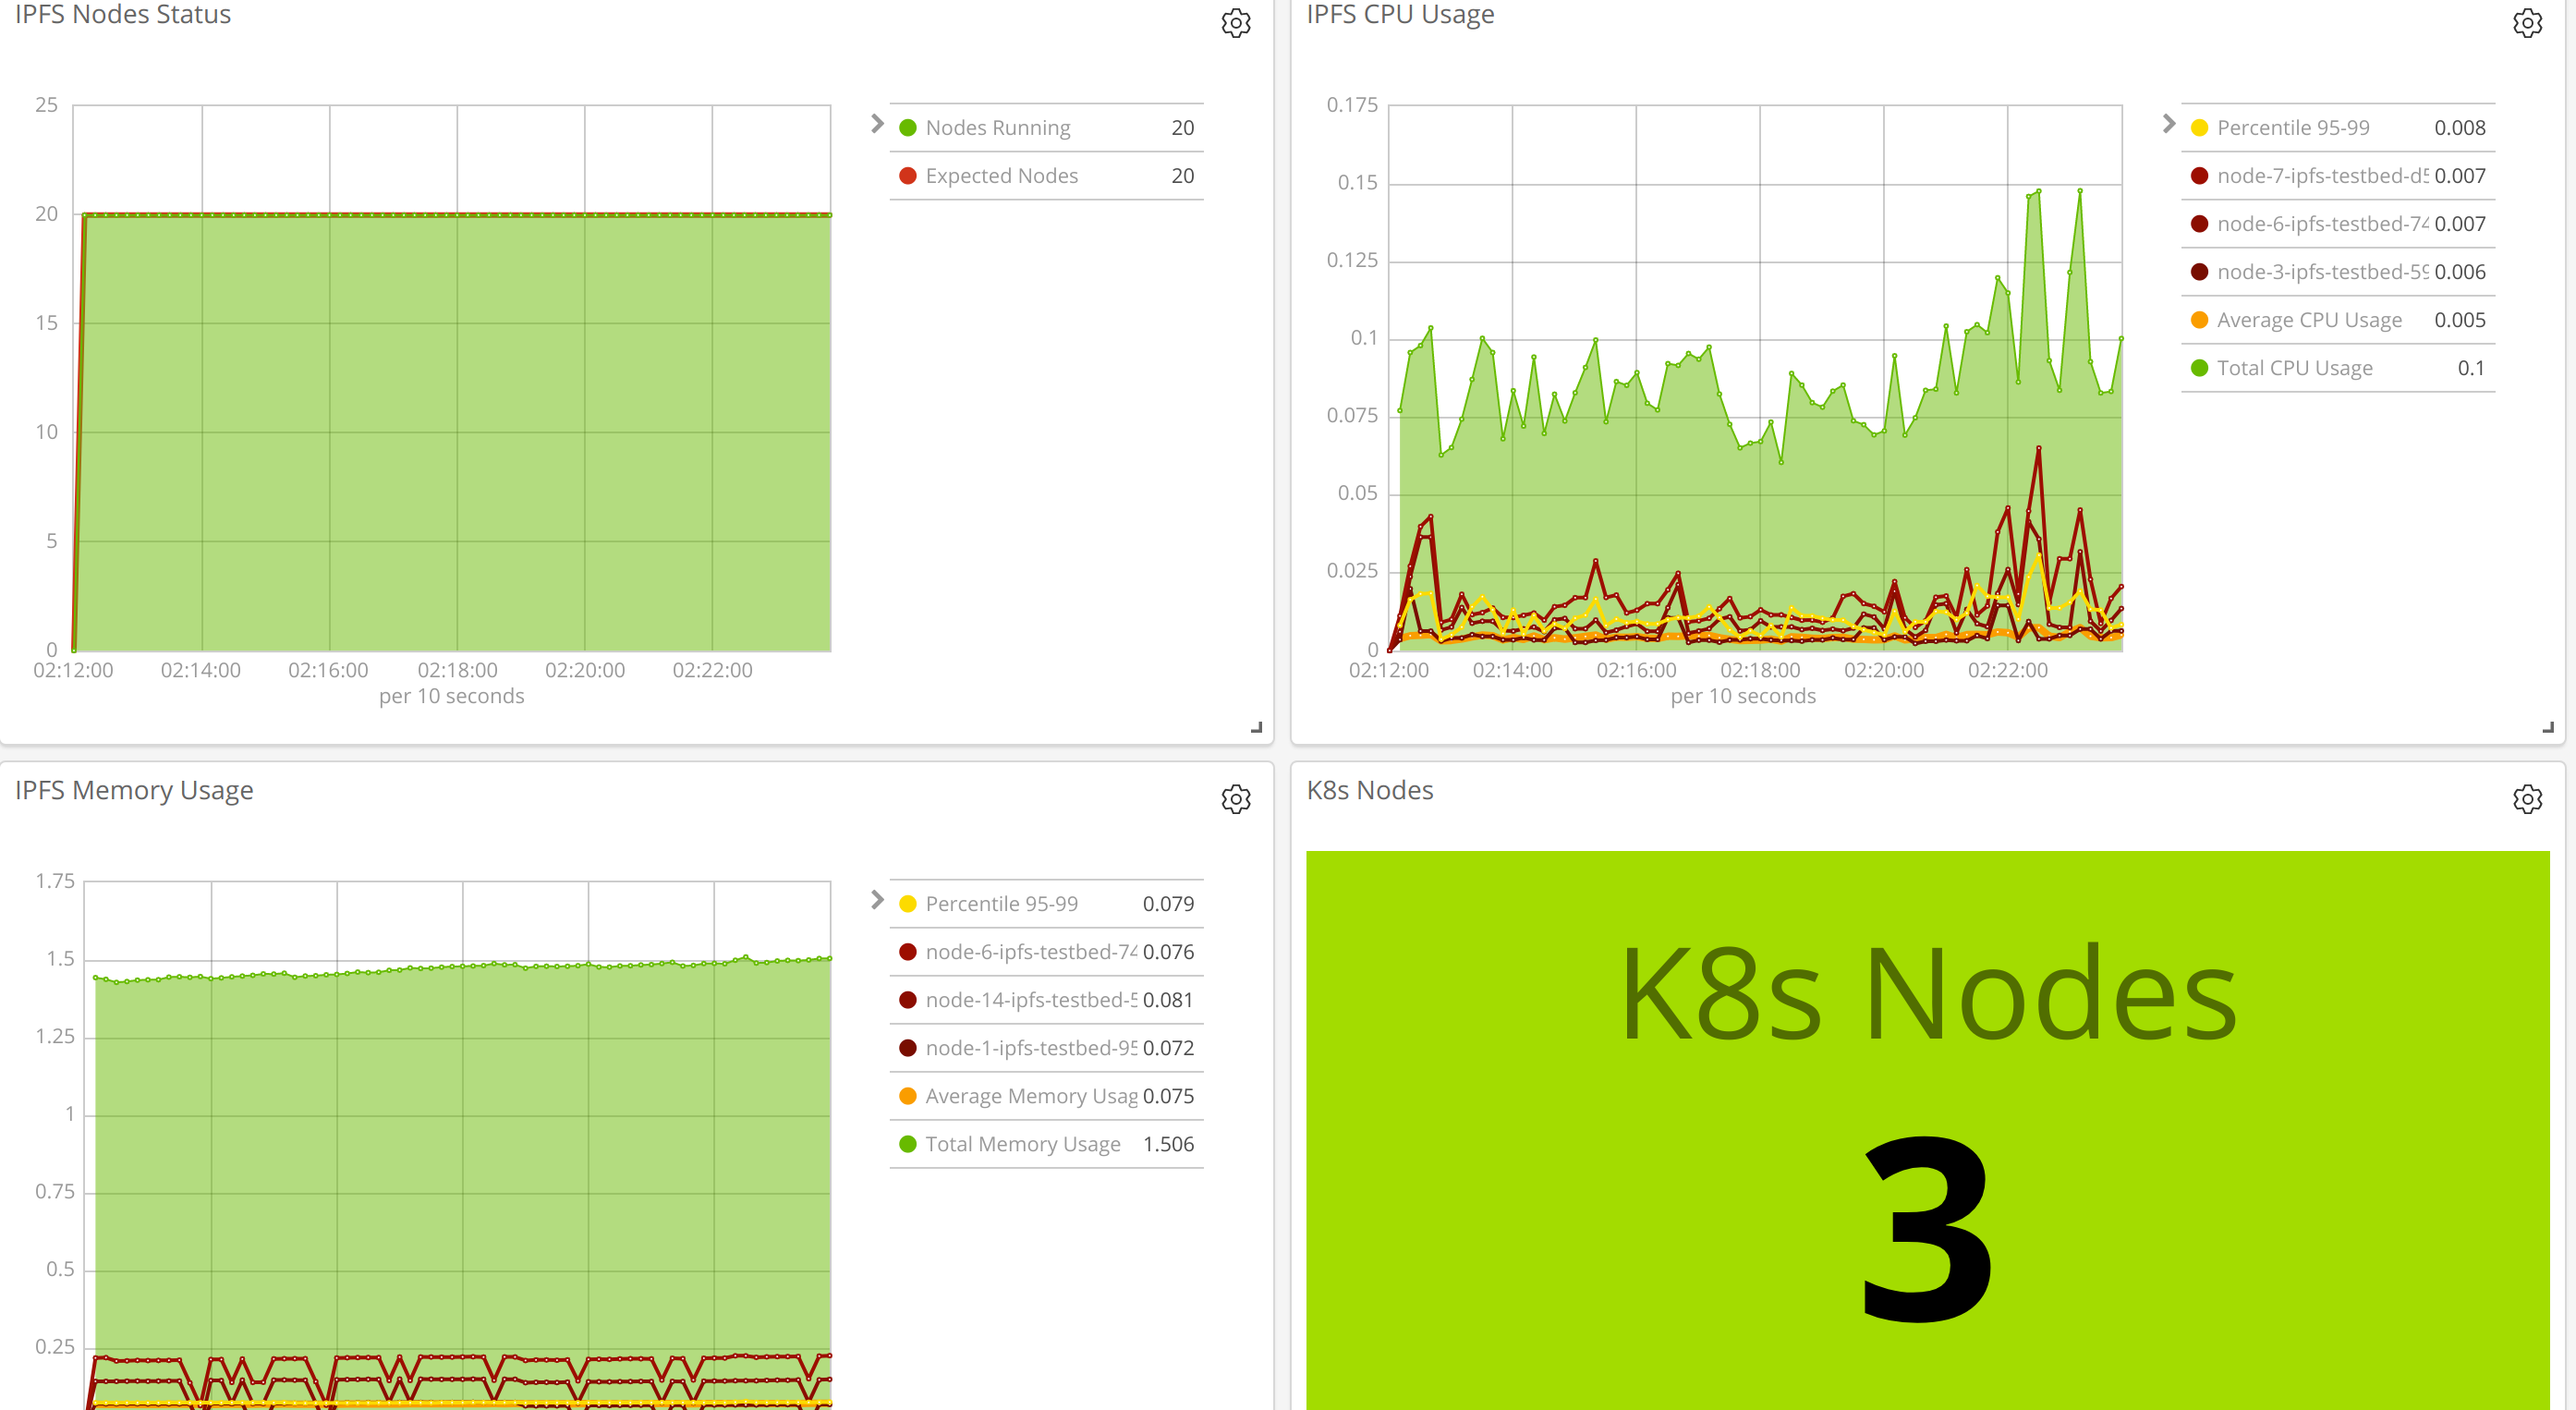 IPFS Nodes Status
25
20
15
10
5
0
02:12:00 02:14:00 02:16:00 02:18:00 02:20:00 02:22:00
per 10 seconds
Nodes Running 20
Expected Nodes 20
IPFS CPU Usage
0.175
0.15
0.125
0.1
0.075
0.05
0.025
0
02:12:00 02:14:00 02:16:00 02:18:00 02:20:00 02:22:00
per 10 seconds
Percentile 95-99 0.008
node-7-ipfs-testbed-d5 0.007
node-6-ipfs-testbed-74 0.007
node-3-ipfs-testbed-59 0.006
Average CPU Usage 0.005
Total CPU Usage 0.1
IPFS Memory Usage
1.75
1.5
1.25
1
0.75
0.5
0.25
Percentile 95-99 0.079
node-6-ipfs-testbed-74 0.076
node-14-ipfs-testbed-5 0.081
node-1-ipfs-testbed-95 0.072
Average Memory Usag 0.075
Total Memory Usage 1.506
K8s Nodes
K8s Nodes
3